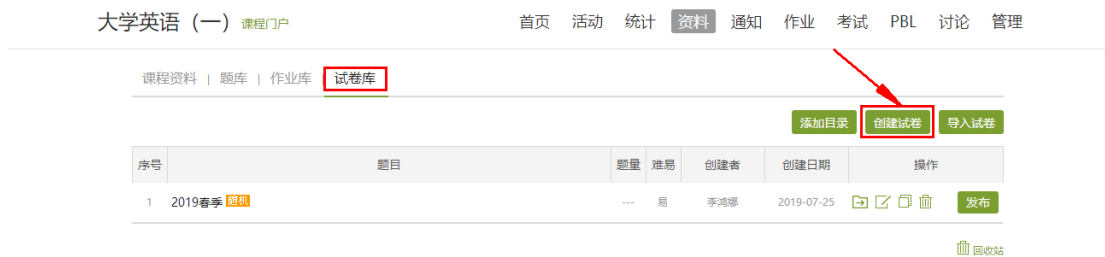 大学英语（一） 课程门户 首页 活动 统计 资料 通知 作业 考试 PBL 讨论 管理
课程资料 | 题库 | 作业库 | 试卷库
添加目录 创建试卷 导入试卷
序号 题目 题量 难易 创建者 创建日期 操作
1 2019春季 随机 --- 易 李鸿娜 2019-07-25 发布
回收站